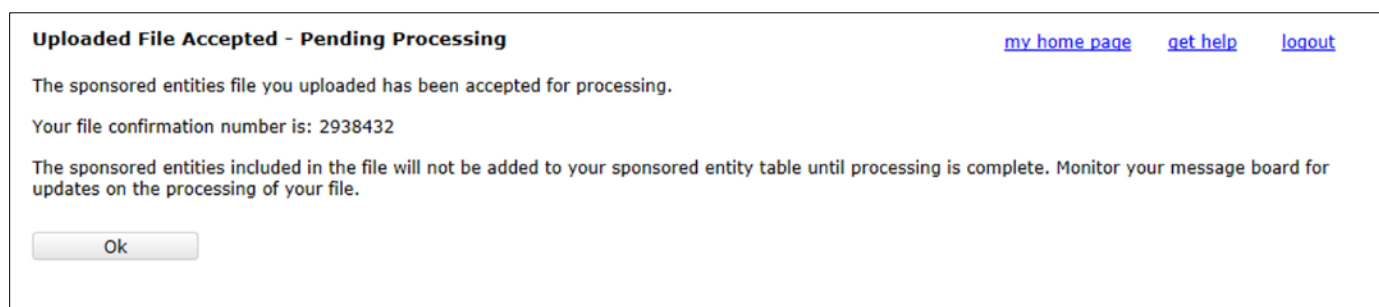 Uploaded File Accepted - Pending Processing
my home page get help logout
The sponsored entities file you uploaded has been accepted for processing.
Your file confirmation number is: 2938432
The sponsored entities included in the file will not be added to your sponsored entity table until processing is complete. Monitor your message board for
updates on the processing of your file.
Ok